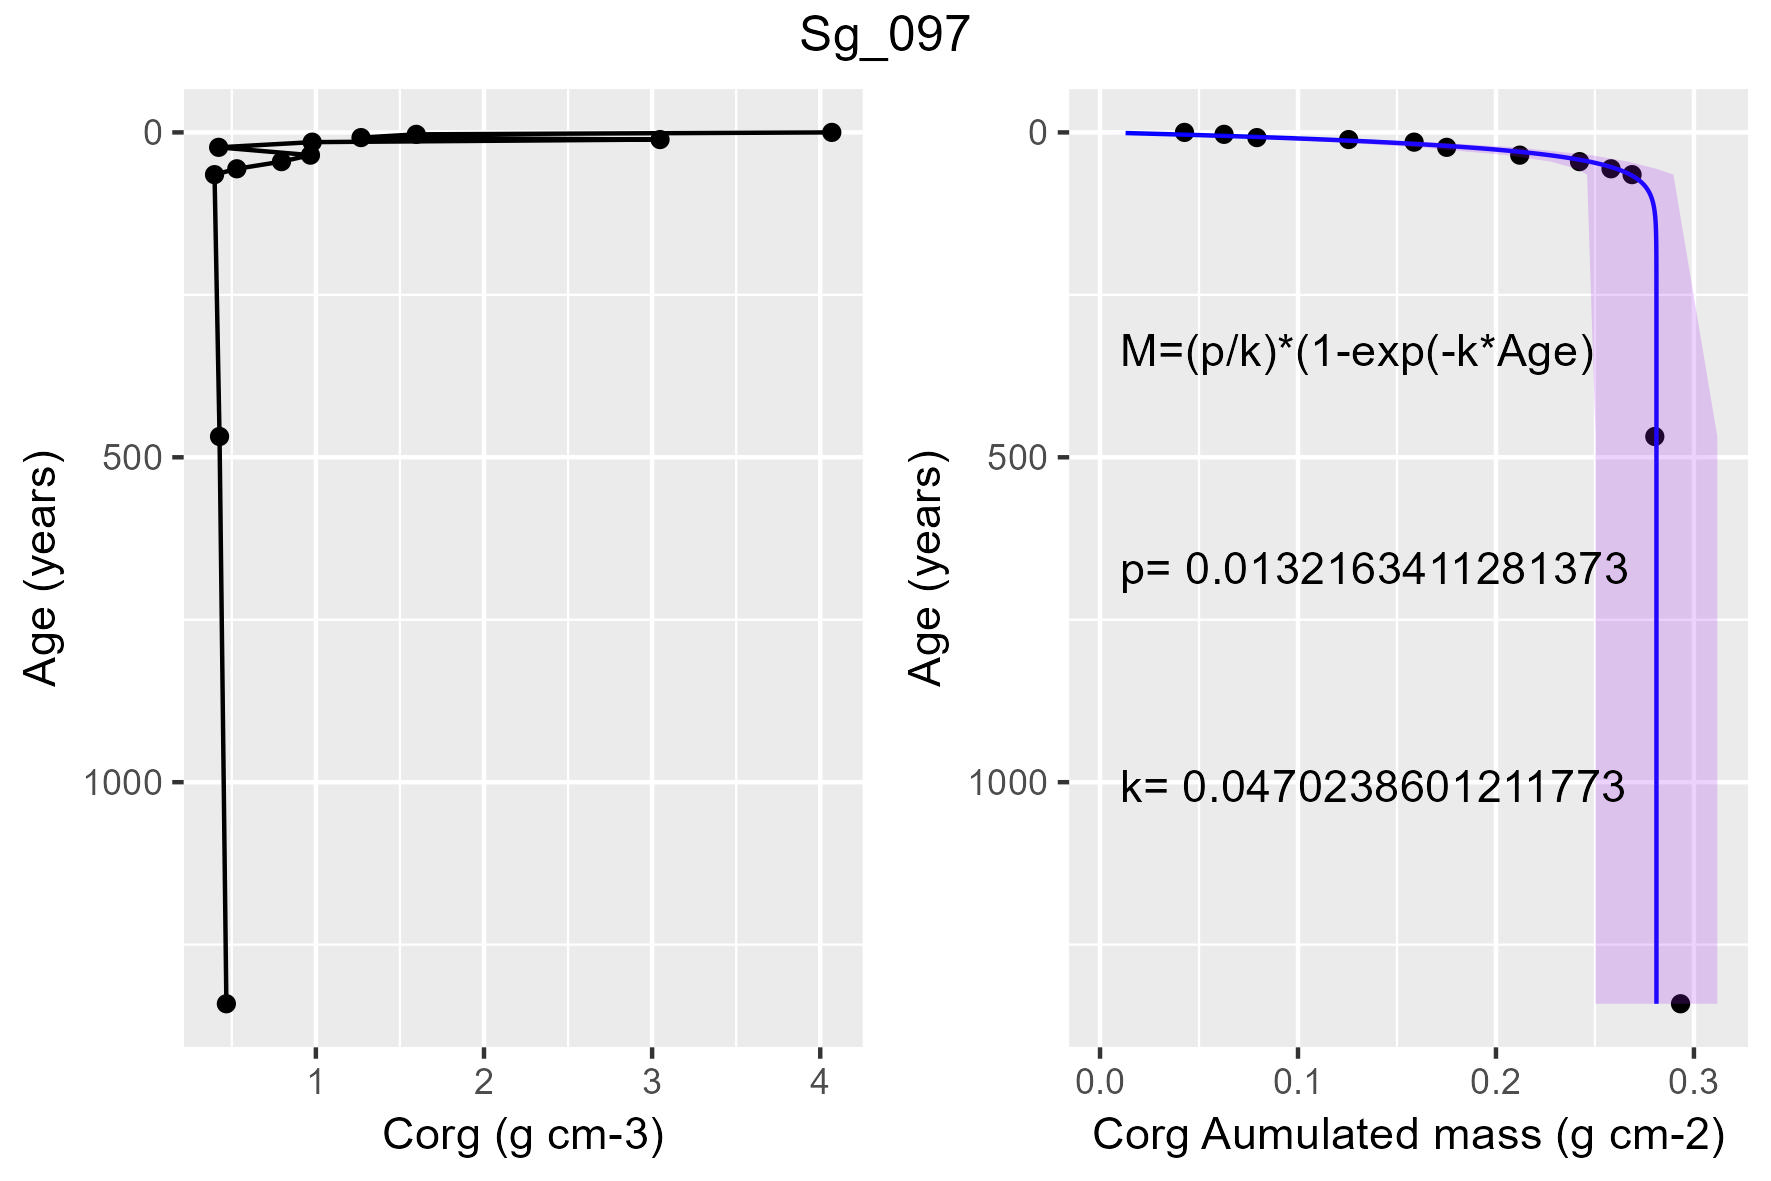 Sg_097
0
500
1000
Age (years)
1
2
3
4
Corg (g cm-3)
0
500
1000
Age (years)
M=(p/k)*(1-exp(-k*Age)
p= 0.0132163411281373
k= 0.0470238601211773
0.0
0.1
0.2
0.3
Corg Aumulated mass (g cm-2)